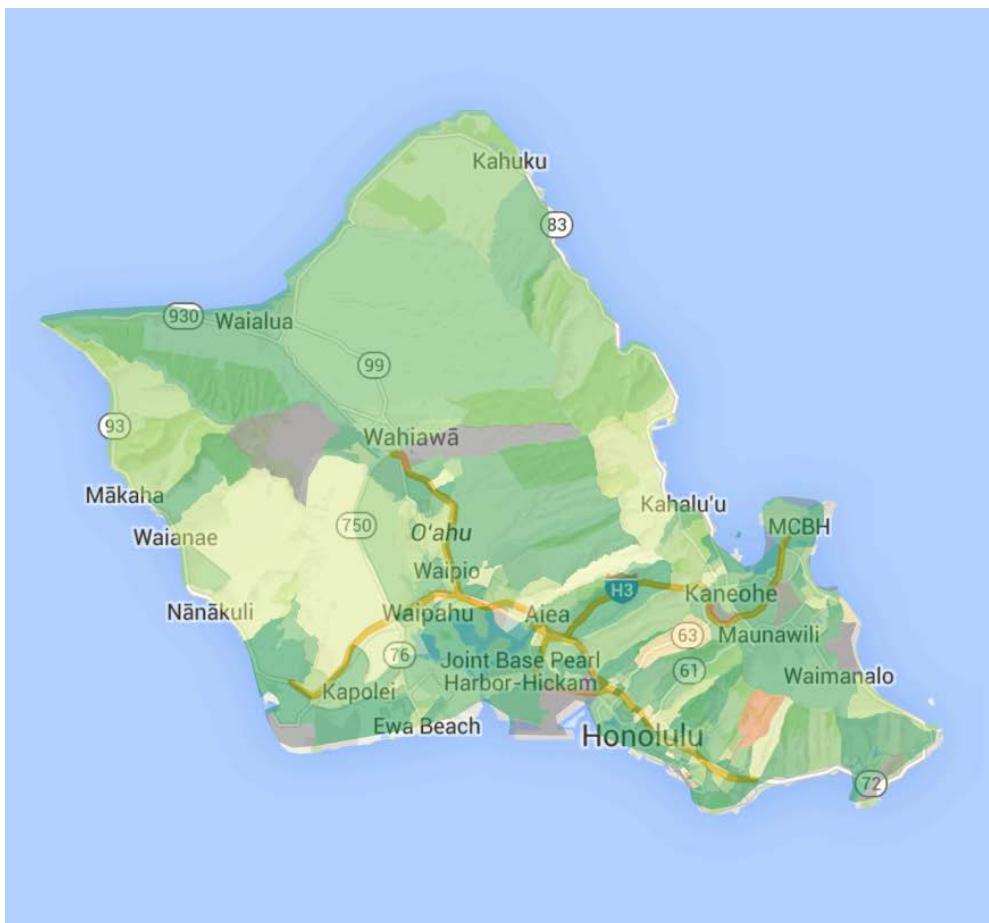 Kahuku
83
930
Waialua
99
93
Wahiawā
Mākaha
Kahalu'u
750
O'ahu
MCBH
Waianae
Waipio
H3
Kaneohe
Nānākuli
Waipahu
Aiea
63
Maunawili
76
Joint Base Pearl
Harbor-Hickam
61
Waimanalo
Kapolei
Ewa Beach
Honolulu
72